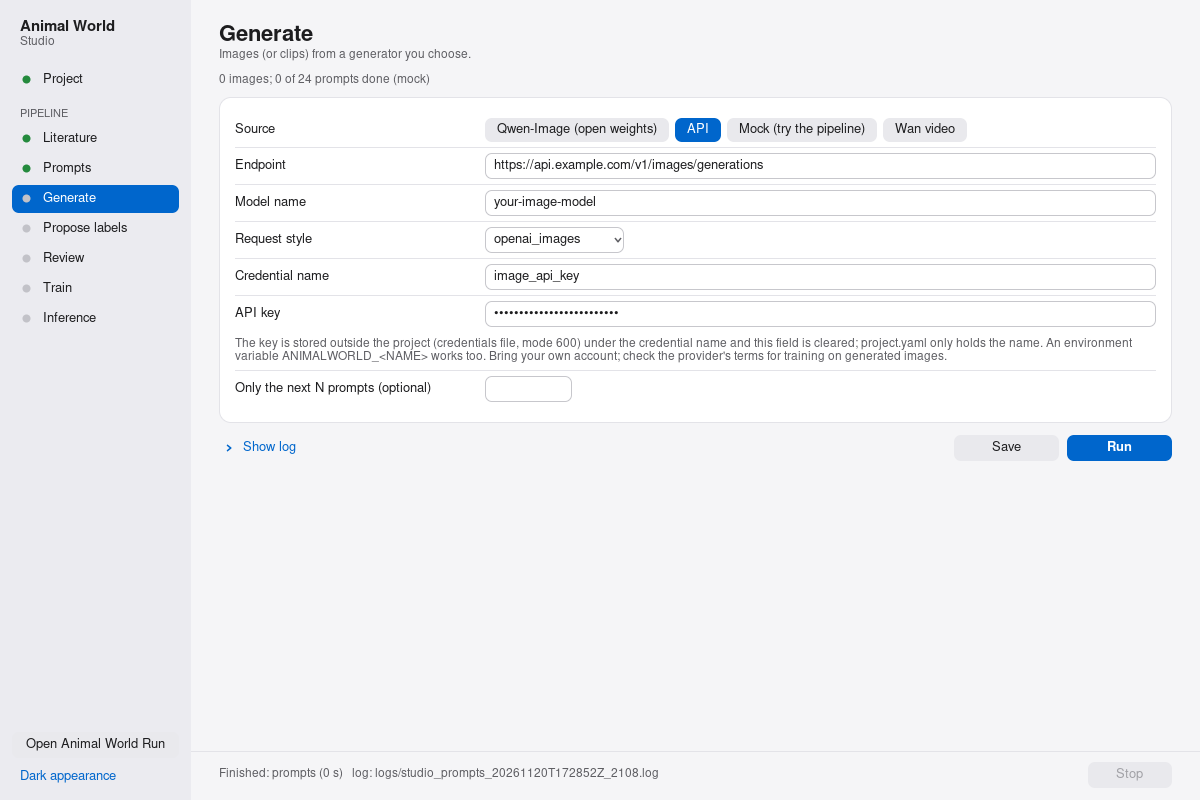 Animal World
Studio
Project
PIPELINE
Literature
Prompts
Generate
Propose labels
Review
Train
Inference
Open Animal World Run
Dark appearance
Generate
Images (or clips) from a generator you choose.
0 images; 0 of 24 prompts done (mock)
Source
Qwen-Image (open weights)
API
Mock (try the pipeline)
Wan video
Endpoint
https://api.example.com/v1/images/generations
Model name
your-image-model
Request style
openai_images
Credential name
image_api_key
API key
•••••••••••••••••••••••••
The key is stored outside the project (credentials file, mode 600) under the credential name and this field is cleared; project.yaml only holds the name. An environment
variable ANIMALWORLD_<NAME> works too. Bring your own account; check the provider's terms for training on generated images.
Only the next N prompts (optional)
Show log
Save
Run
Finished: prompts (0 s) log: logs/studio_prompts_20261120T172852Z_2108.log
Stop